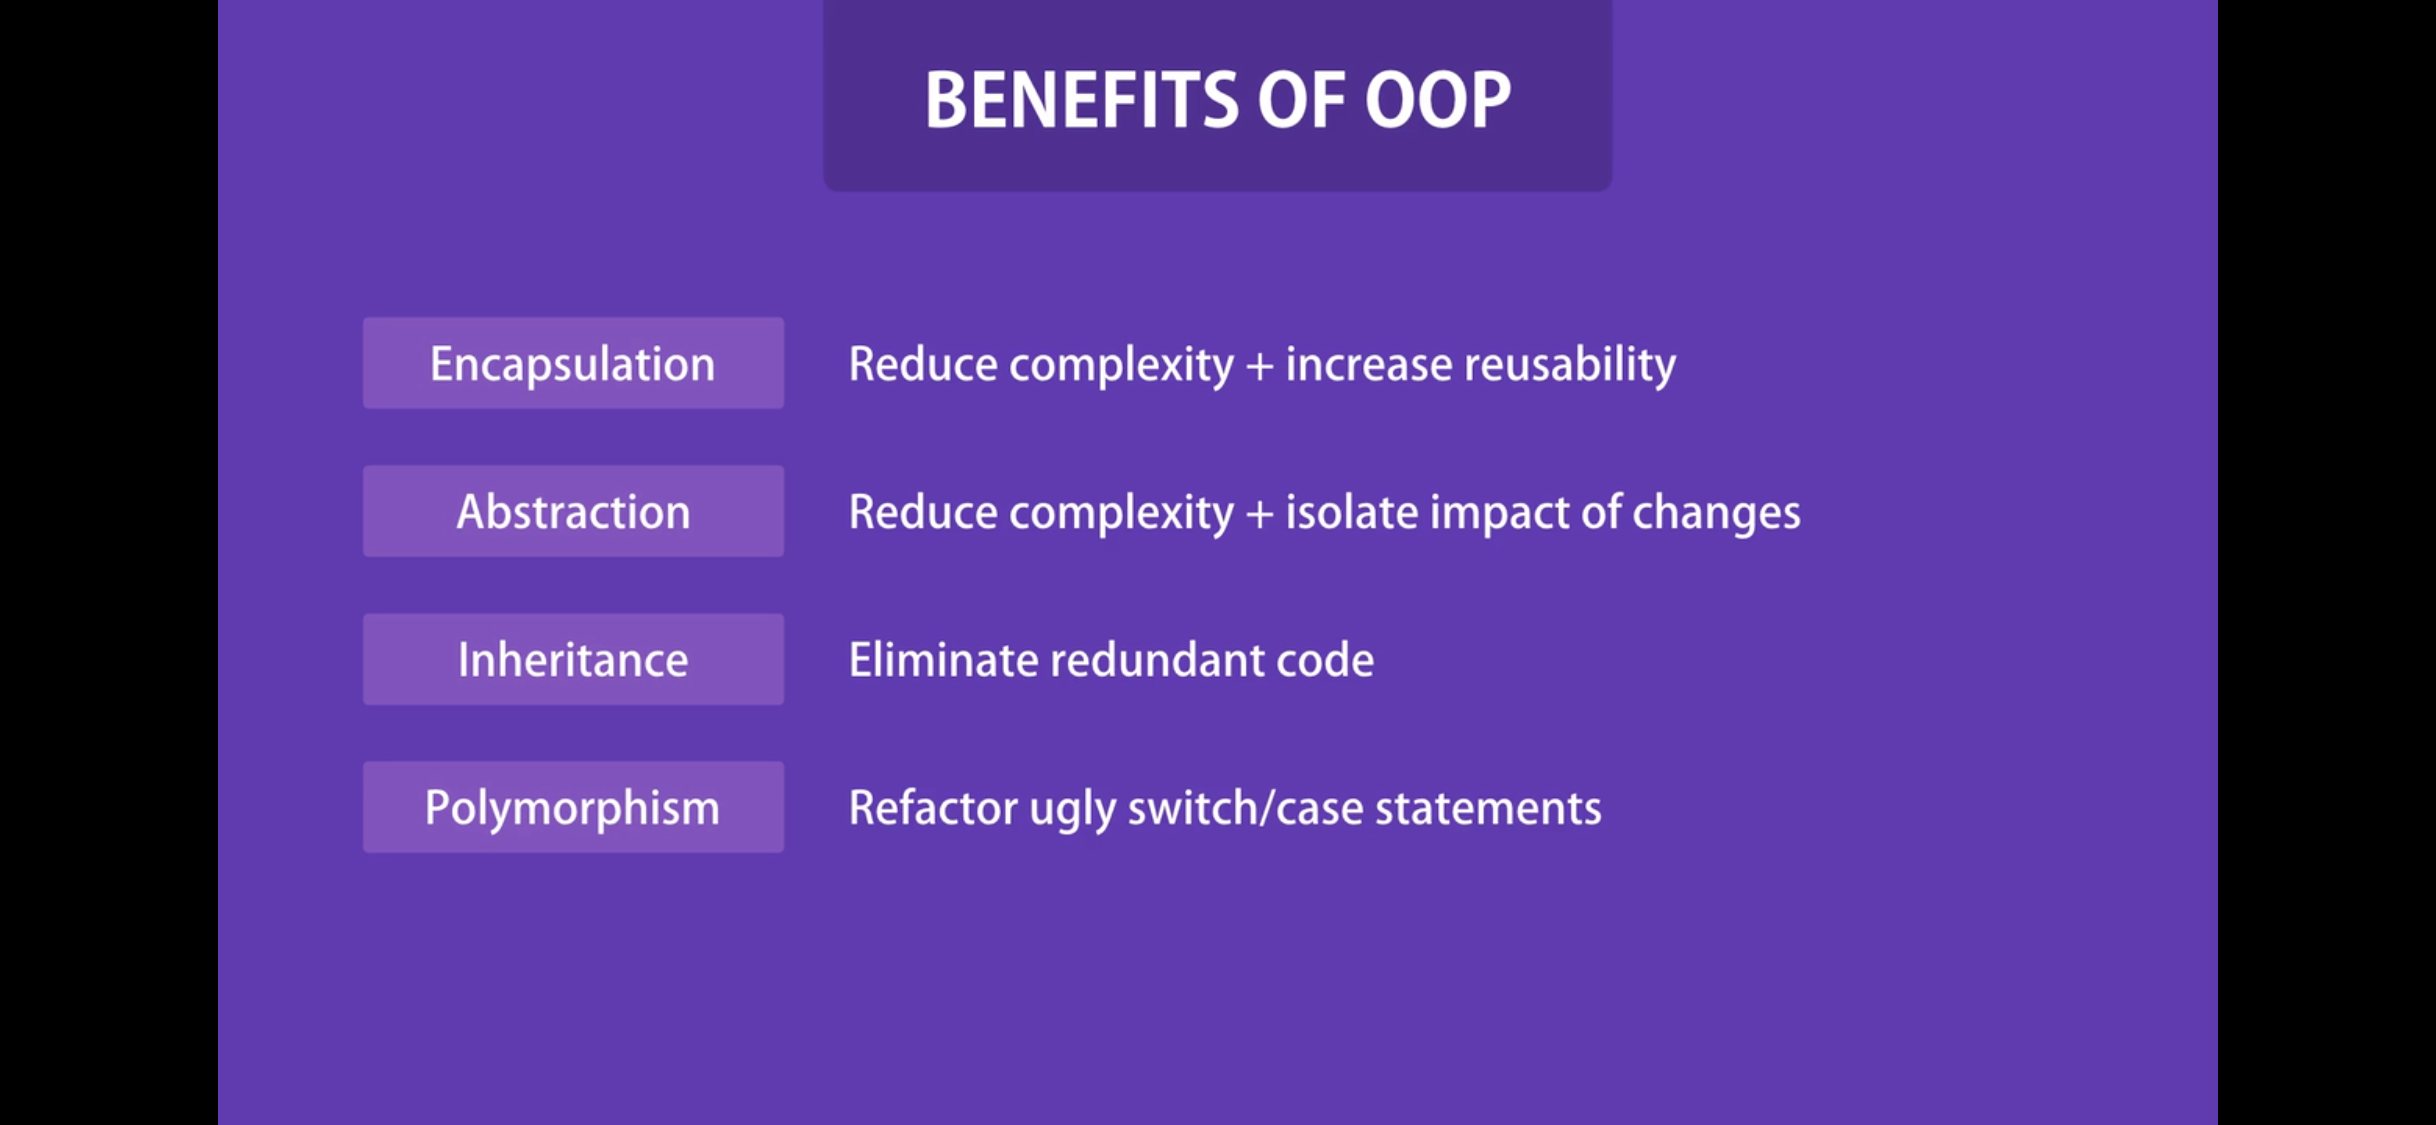 BENEFITS OF OOP
Encapsulation Reduce complexity + increase reusability
Abstraction Reduce complexity + isolate impact of changes
Inheritance Eliminate redundant code
Polymorphism Refactor ugly switch/case statements